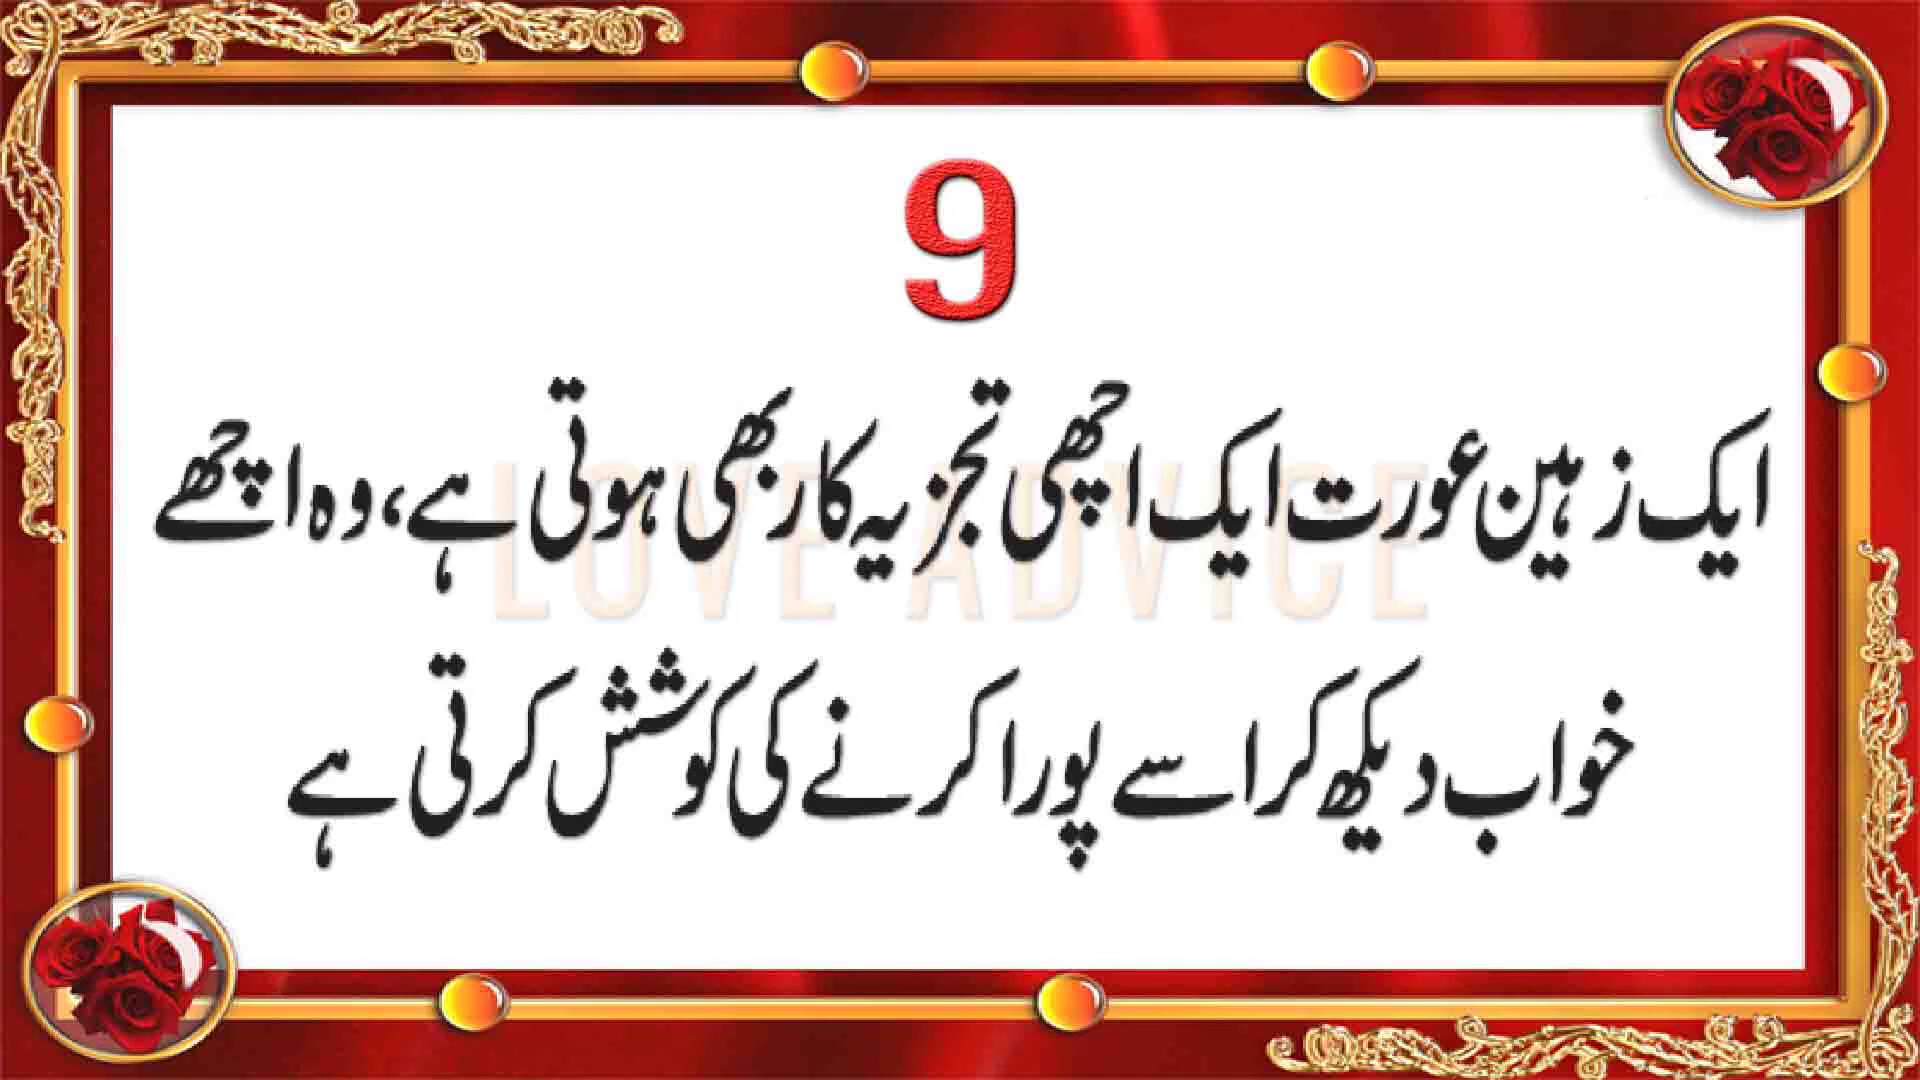 9
ایک زہین عورت ایک اچھی تجزیہ کار بھی ہوتی ہے، وہ اچھے
LOVE ADVICE
خواب دیکھ کر اسے پورا کرنے کی کوشش کرتی ہے